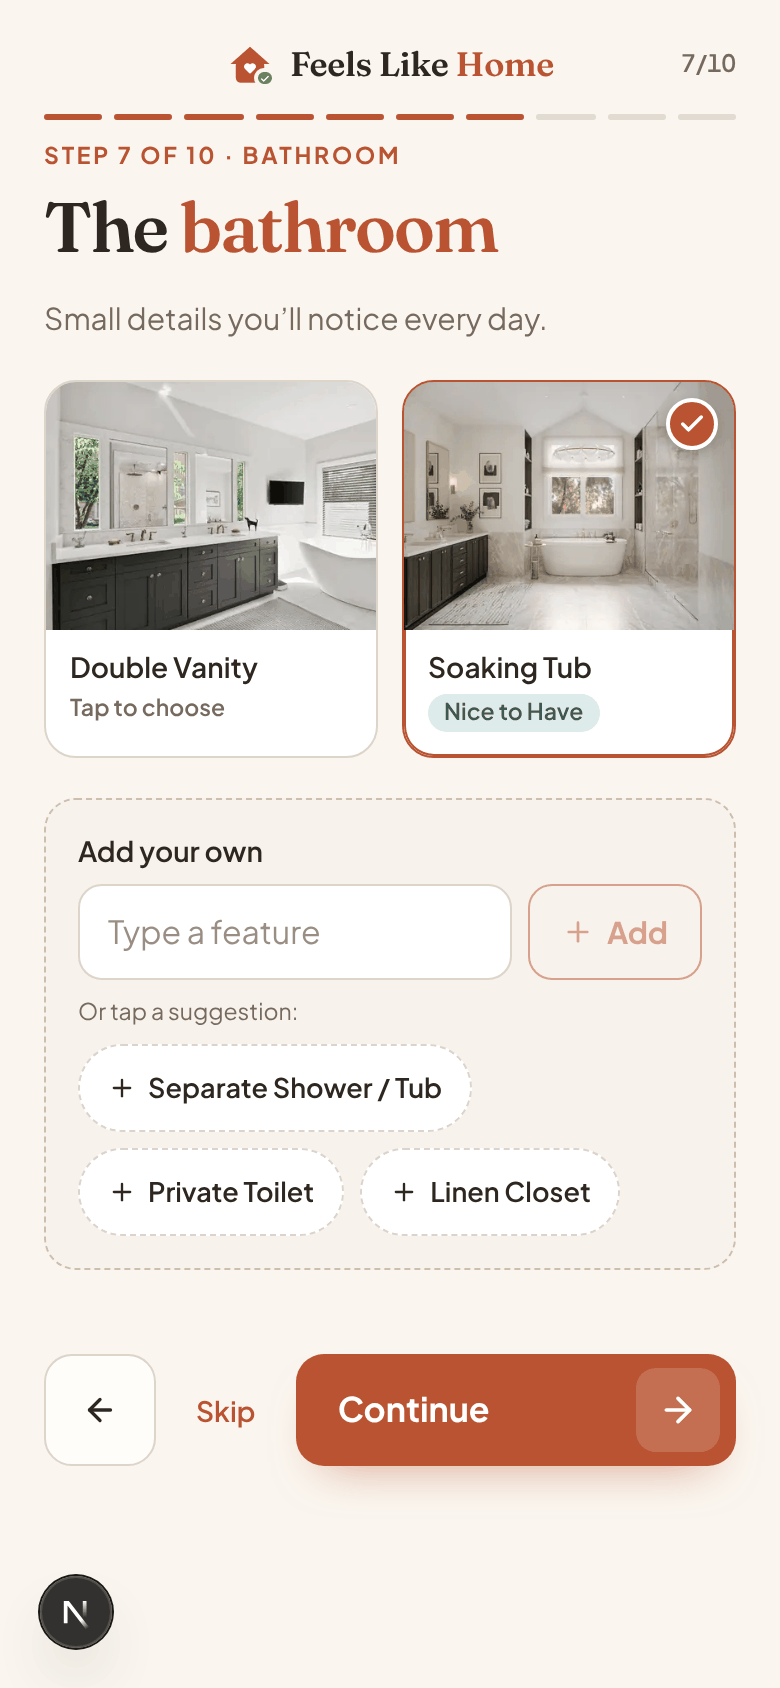 Feels Like Home
7/10
STEP 7 OF 10 · BATHROOM
The bathroom
Small details you’ll notice every day.
Double Vanity
Tap to choose
Soaking Tub
Nice to Have
Add your own
Type a feature
+ Add
Or tap a suggestion:
+ Separate Shower / Tub
+ Private Toilet
+ Linen Closet
Skip
Continue
N